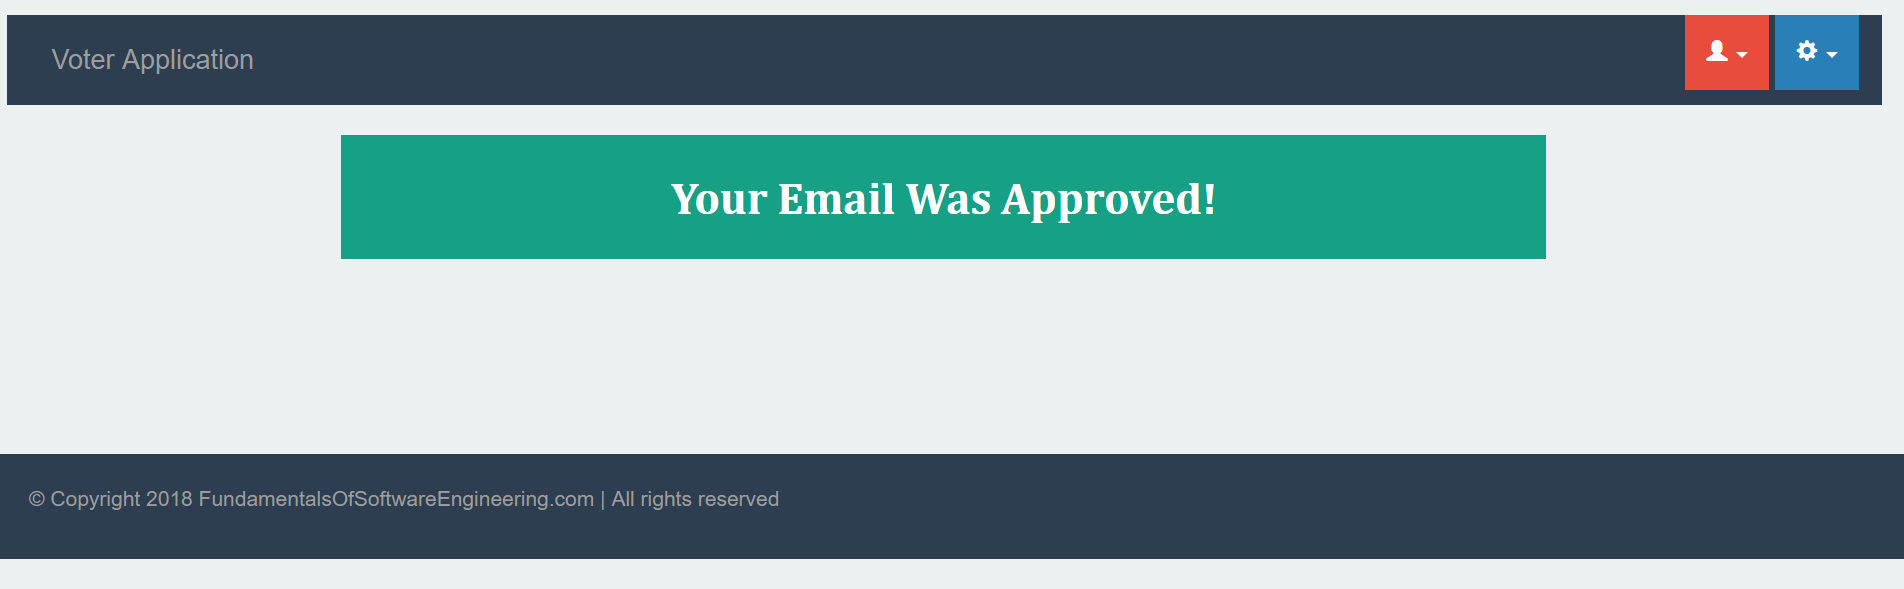 Voter Application
Your Email Was Approved!
© Copyright 2018 FundamentalsOfSoftwareEngineering.com | All rights reserved